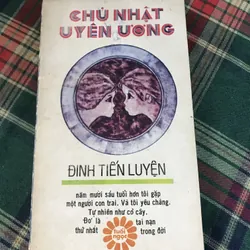 CHỦ NHẬT
UYÊN ƯƠNG
ĐINH TIẾN LUYỆN
năm mười sáu tuổi hơn tôi gặp
một người con trai. Và tôi yêu chàng.
Tự nhiên như cỏ cây.
Đo' là tai nạn
thứ nhất trong đời
tuổi
ngọc